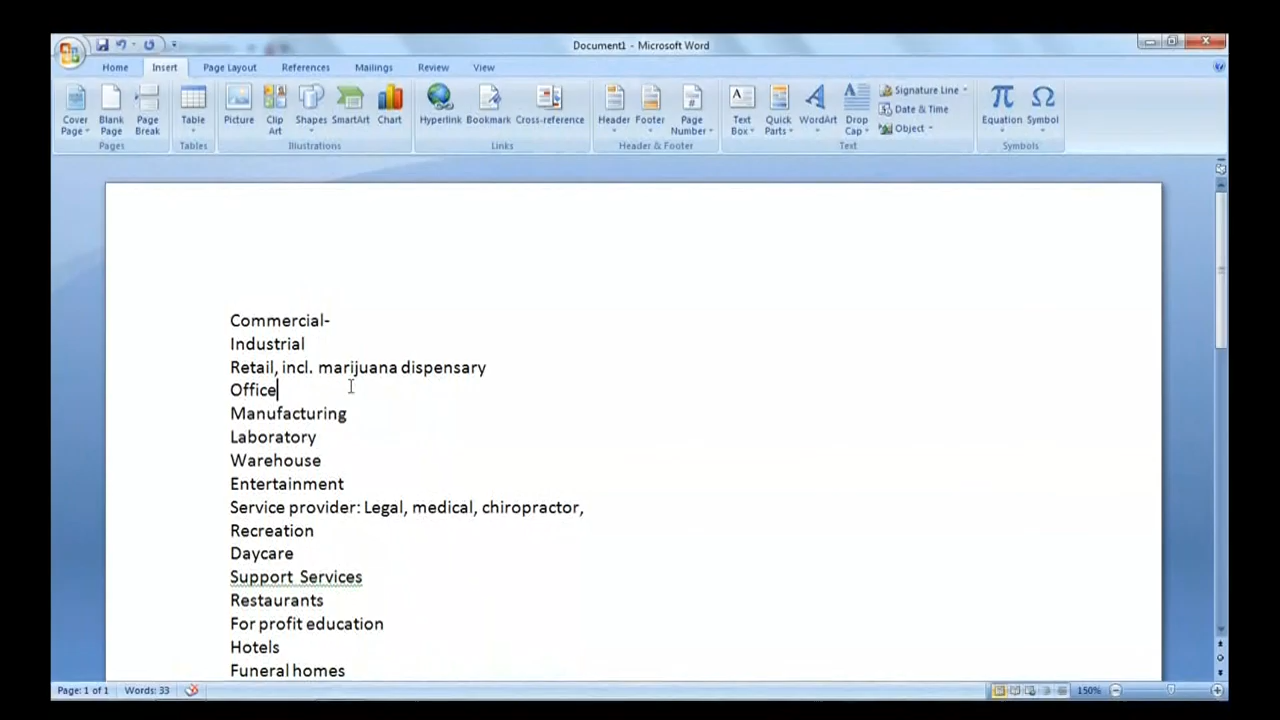 Document1 - Microsoft Word
Home Insert Page Layout References Mailings Review View
Cover Page Blank Page Page Break Table Picture Clip Art Shapes SmartArt Chart Hyperlink Bookmark Cross-reference Header Footer Page Number Text Box Quick Parts WordArt Drop Cap Signature Line Date & Time Object Equation Symbol
Pages Tables Illustrations Links Header & Footer Text Symbols
Commercial-
Industrial
Retail, incl. marijuana dispensary
Office
Manufacturing
Laboratory
Warehouse
Entertainment
Service provider: Legal, medical, chiropractor,
Recreation
Daycare
Support Services
Restaurants
For profit education
Hotels
Funeral homes
Page: 1 of 1 Words: 33 150%